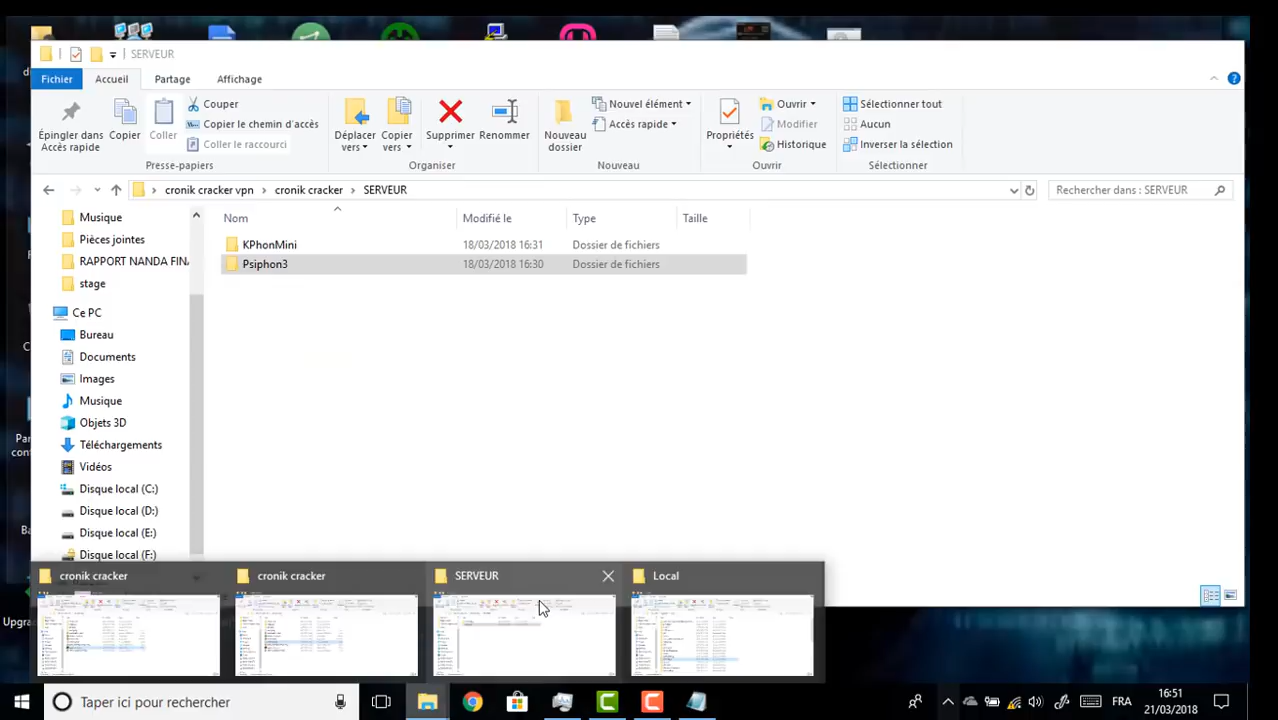 SERVEUR
Fichier Accueil Partage Affichage
Épingler dans Accès rapide
Copier
Coller
Couper
Copier le chemin d'accès
Coller le raccourci
Presse-papiers
Déplacer vers
Copier vers
Supprimer
Renommer
Organiser
Nouveau dossier
Nouvel élément
Accès rapide
Nouveau
Propriétés
Ouvrir
Modifier
Historique
Ouvrir
Sélectionner tout
Aucun
Inverser la sélection
Sélectionner
cronik cracker vpn > cronik cracker > SERVEUR
Rechercher dans : SERVEUR
Nom Modifié le Type Taille
KPhonMini 18/03/2018 16:31 Dossier de fichiers
Psiphon3 18/03/2018 16:30 Dossier de fichiers
Musique
Pièces jointes
RAPPORT NANDA FINA
stage
Ce PC
Bureau
Documents
Images
Musique
Objets 3D
Téléchargements
Vidéos
Disque local (C:)
Disque local (D:)
Disque local (E:)
Disque local (F:)
Upgra
cronik cracker
cronik cracker
SERVEUR
Local
Taper ici pour rechercher
FRA
16:51
21/03/2018